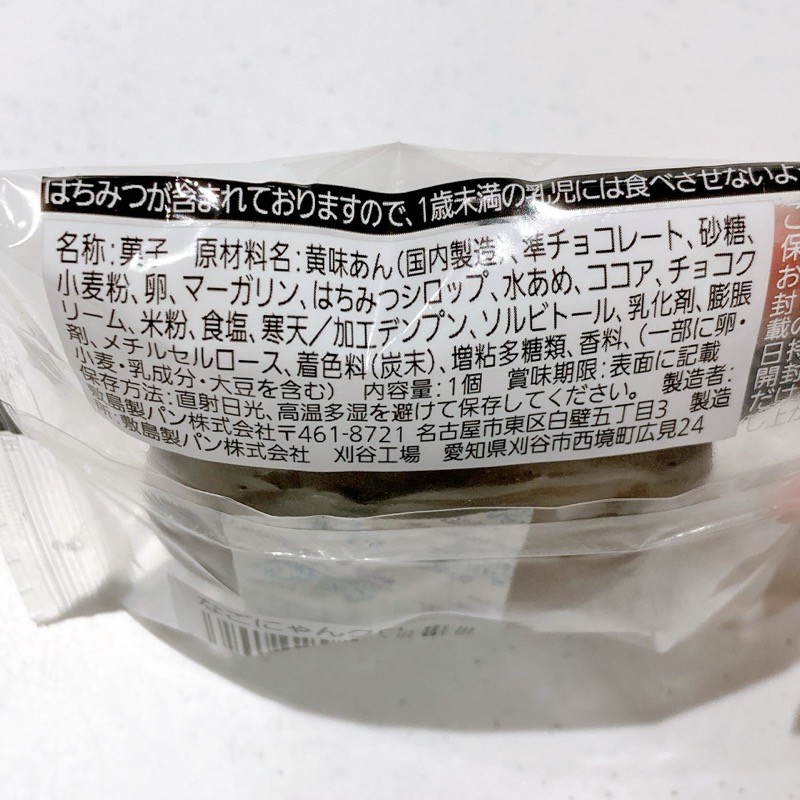 はちみつが含まれておりますので、1歳未満の乳児には食べさせないよ
名称:菓子　原材料名:黄味あん(国内製造)、準チョコレート、砂糖、
小麦粉、卵、マーガリン、はちみつシロップ、水あめ、ココア、チョコク
リーム、米粉、食塩、寒天/加工デンプン、ソルビトール、乳化剤、膨脹
剤、メチルセルロース、着色料(炭末)、増粘多糖類、香料、(一部に卵・
小麦・乳成分・大豆を含む)　内容量:1個　賞味期限:表面に記載
保存方法:直射日光、高温多湿を避けて保存してください。　製造者:
敷島製パン株式会社〒461-8721 名古屋市東区白壁五丁目3　製造
所:敷島製パン株式会社　刈谷工場　愛知県刈谷市西境町広見24
なごにゃん